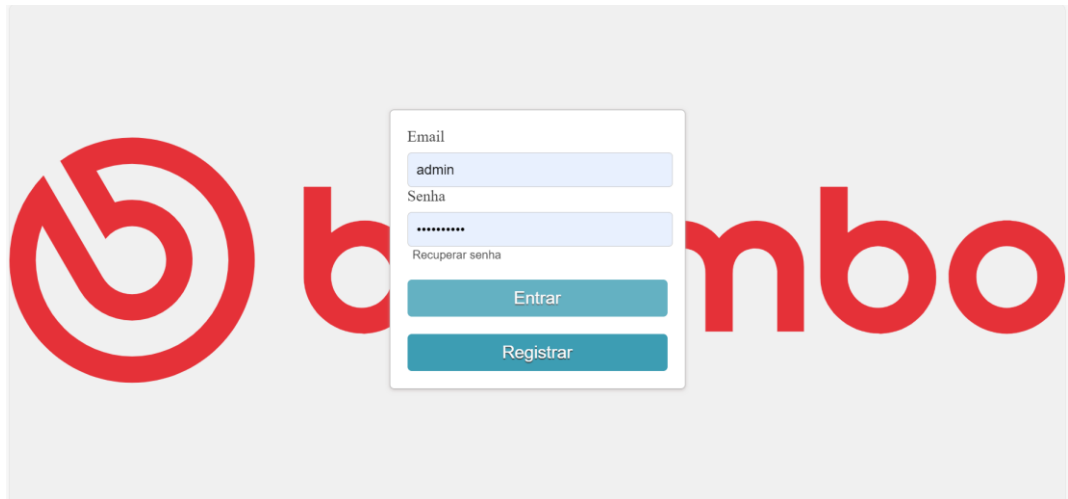 Email
admin
Senha
••••••••••
Recuperar senha
Entrar
Registrar